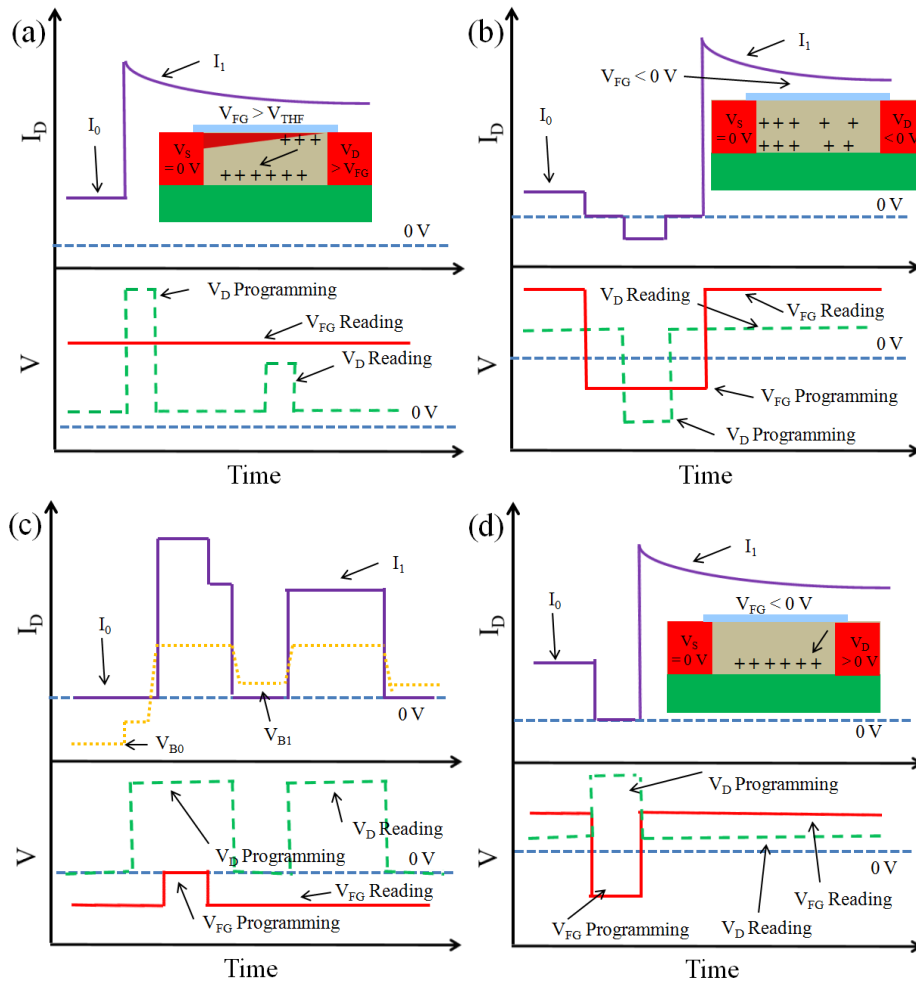 (a)
I_D
I_1
V_FG > V_THF
I_0
V_S
= 0 V
+ + +
V_D
> V_FG
+ + + + + +
0 V
V
V_D Programming
V_FG Reading
V_D Reading
0 V
Time
(b)
I_D
I_1
V_FG < 0 V
I_0
V_S
= 0 V
+ + + + +
V_D
< 0 V
+ + + + +
0 V
V
V_D Reading
V_FG Reading
0 V
V_FG Programming
V_D Programming
Time
(c)
I_D
I_1
I_0
0 V
V_B0
V_B1
V
V_D Reading
V_D Programming
0 V
V_FG Reading
V_FG Programming
Time
(d)
I_D
I_1
V_FG < 0 V
I_0
V_S
= 0 V
V_D
> 0 V
+ + + + + +
0 V
V
V_D Programming
0 V
V_FG Reading
V_FG Programming
V_D Reading
Time